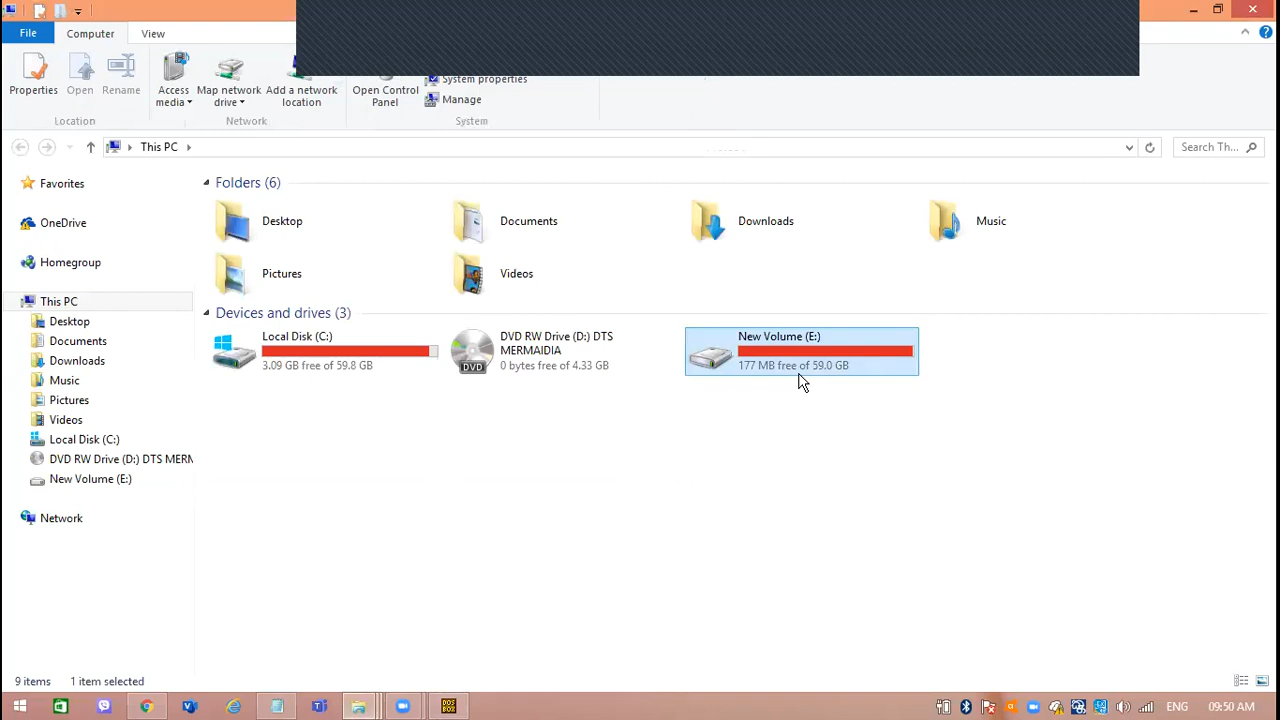 File
Computer
View
Properties
Open
Rename
Access media
Map network drive
Add a network location
Open Control Panel
System properties
Manage
Location
Network
System
This PC
Search Th...
Favorites
OneDrive
Homegroup
This PC
Desktop
Documents
Downloads
Music
Pictures
Videos
Local Disk (C:)
DVD RW Drive (D:) DTS MERM
New Volume (E:)
Network
Folders (6)
Desktop
Documents
Downloads
Music
Pictures
Videos
Devices and drives (3)
Local Disk (C:)
3.09 GB free of 59.8 GB
DVD RW Drive (D:) DTS
MERMAIDIA
0 bytes free of 4.33 GB
DVD
New Volume (E:)
177 MB free of 59.0 GB
9 items
1 item selected
DOS
BOX
ENG
09:50 AM